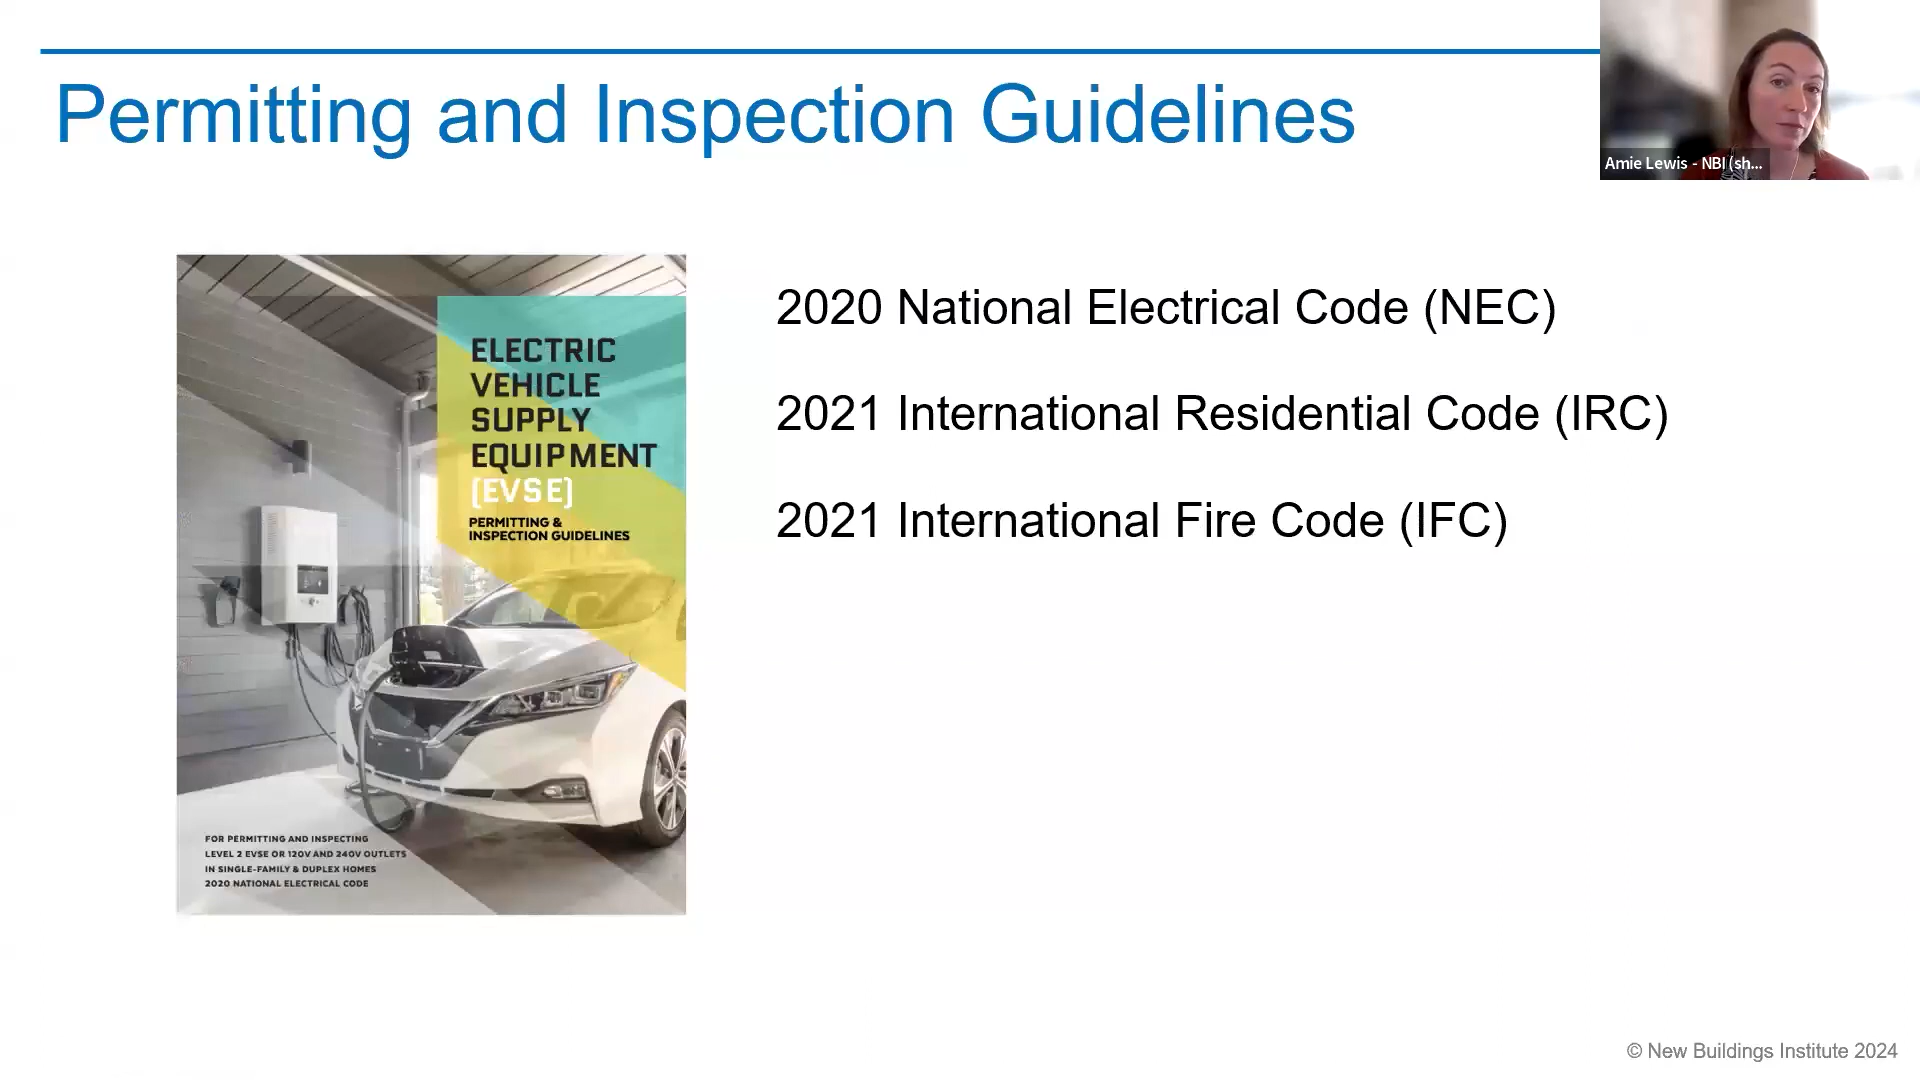 Permitting and Inspection Guidelines
Amie Lewis - NBI (sh...
ELECTRIC
VEHICLE
SUPPLY
EQUIPMENT
(EVSE)
PERMITTING &
INSPECTION GUIDELINES
FOR PERMITTING AND INSPECTING
LEVEL 2 EVSE OR 120V AND 240V OUTLETS
IN SINGLE-FAMILY & DUPLEX HOMES
2020 NATIONAL ELECTRICAL CODE
2020 National Electrical Code (NEC)
2021 International Residential Code (IRC)
2021 International Fire Code (IFC)
© New Buildings Institute 2024